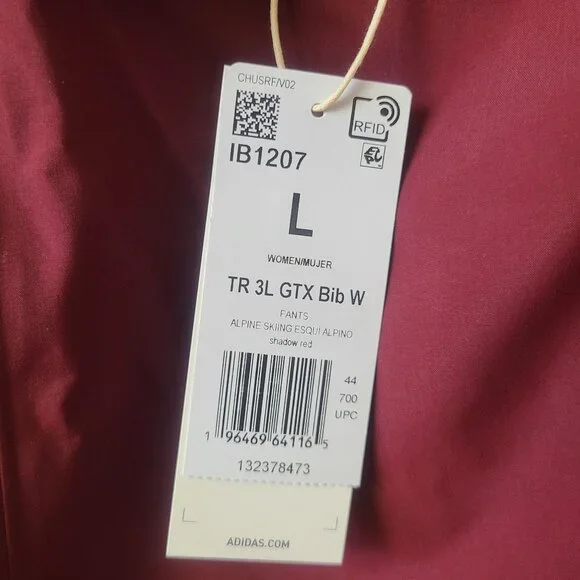 CHUSRF/V02
RFID
IB1207
L
WOMEN/MUJER
TR 3L GTX Bib W
PANTS
ALPINE SKIING ESQUI ALPINO
shadow red
44
700
UPC
1 96469 64116 5
132378473
ADIDAS.COM